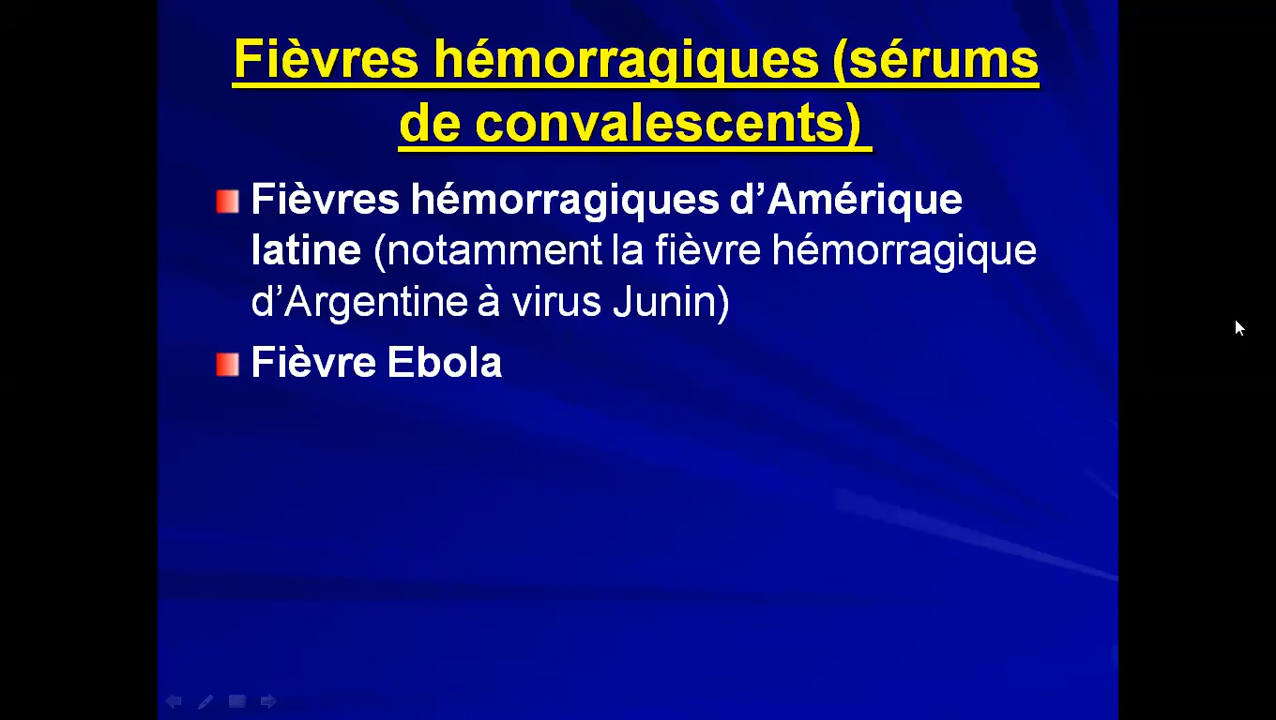 Fièvres hémorragiques (sérums
de convalescents)
Fièvres hémorragiques d’Amérique
latine (notamment la fièvre hémorragique
d’Argentine à virus Junin)
Fièvre Ebola